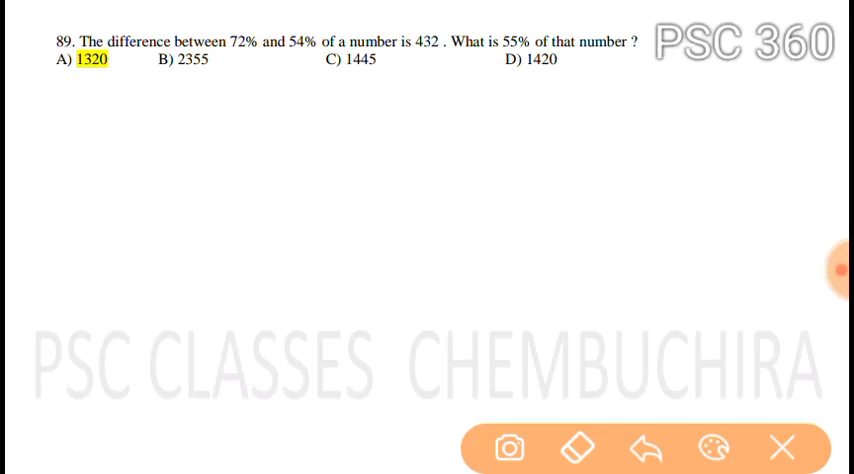 89. The difference between 72% and 54% of a number is 432 . What is 55% of that number ?
PSC 360
A) 1320 B) 2355 C) 1445 D) 1420
PSC CLASSES CHEMBUCHIRA